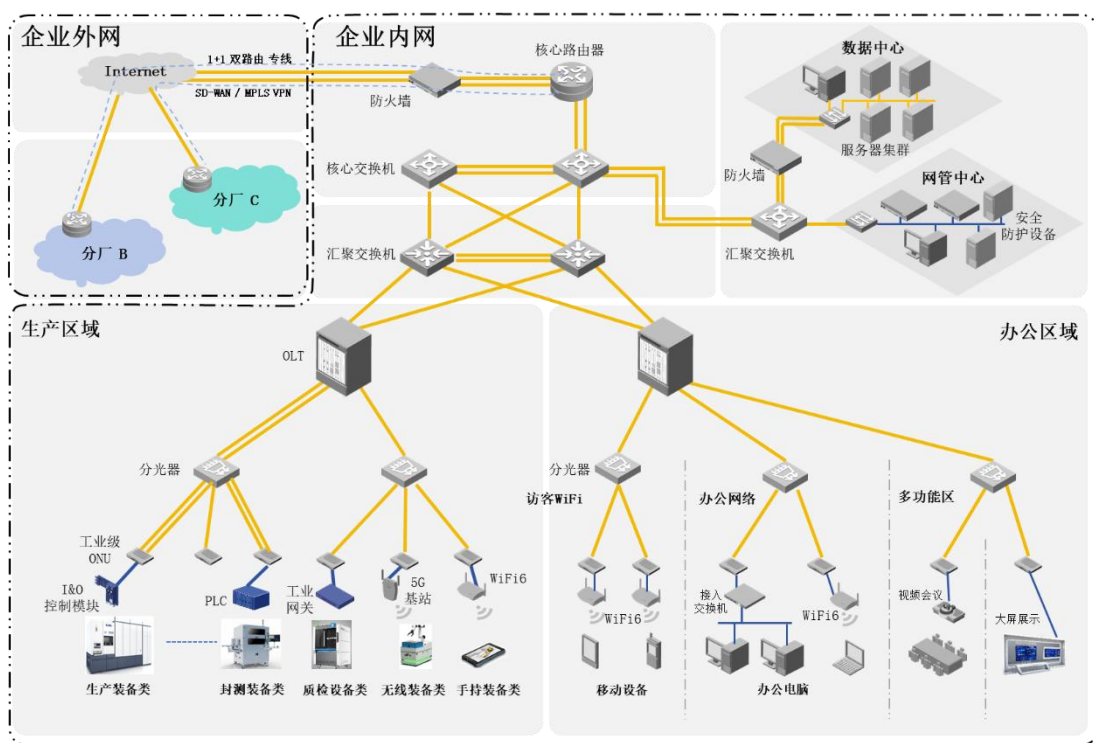 企业外网
Internet
1+1 双路由 专线
SD-WAN / MPLS VPN
分厂 C
分厂 B
企业内网
核心路由器
防火墙
核心交换机
汇聚交换机
数据中心
服务器集群
防火墙
网管中心
安全
防护设备
汇聚交换机
生产区域
OLT
分光器
工业级
ONU
I&O
控制模块
PLC
工业
网关
5G
基站
WiFi6
生产装备类
封测装备类
质检设备类
无线装备类
手持装备类
办公区域
分光器
访客WiFi
办公网络
多功能区
WiFi6
接入
交换机
WiFi6
视频会议
大屏展示
移动设备
办公电脑